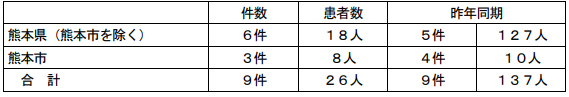 件数 患者数 昨年同期
熊本県（熊本市を除く） ６件 １８人 ５件 １２７人
熊本市 ３件 ８人 ４件 １０人
合　計 ９件 ２６人 ９件 １３７人